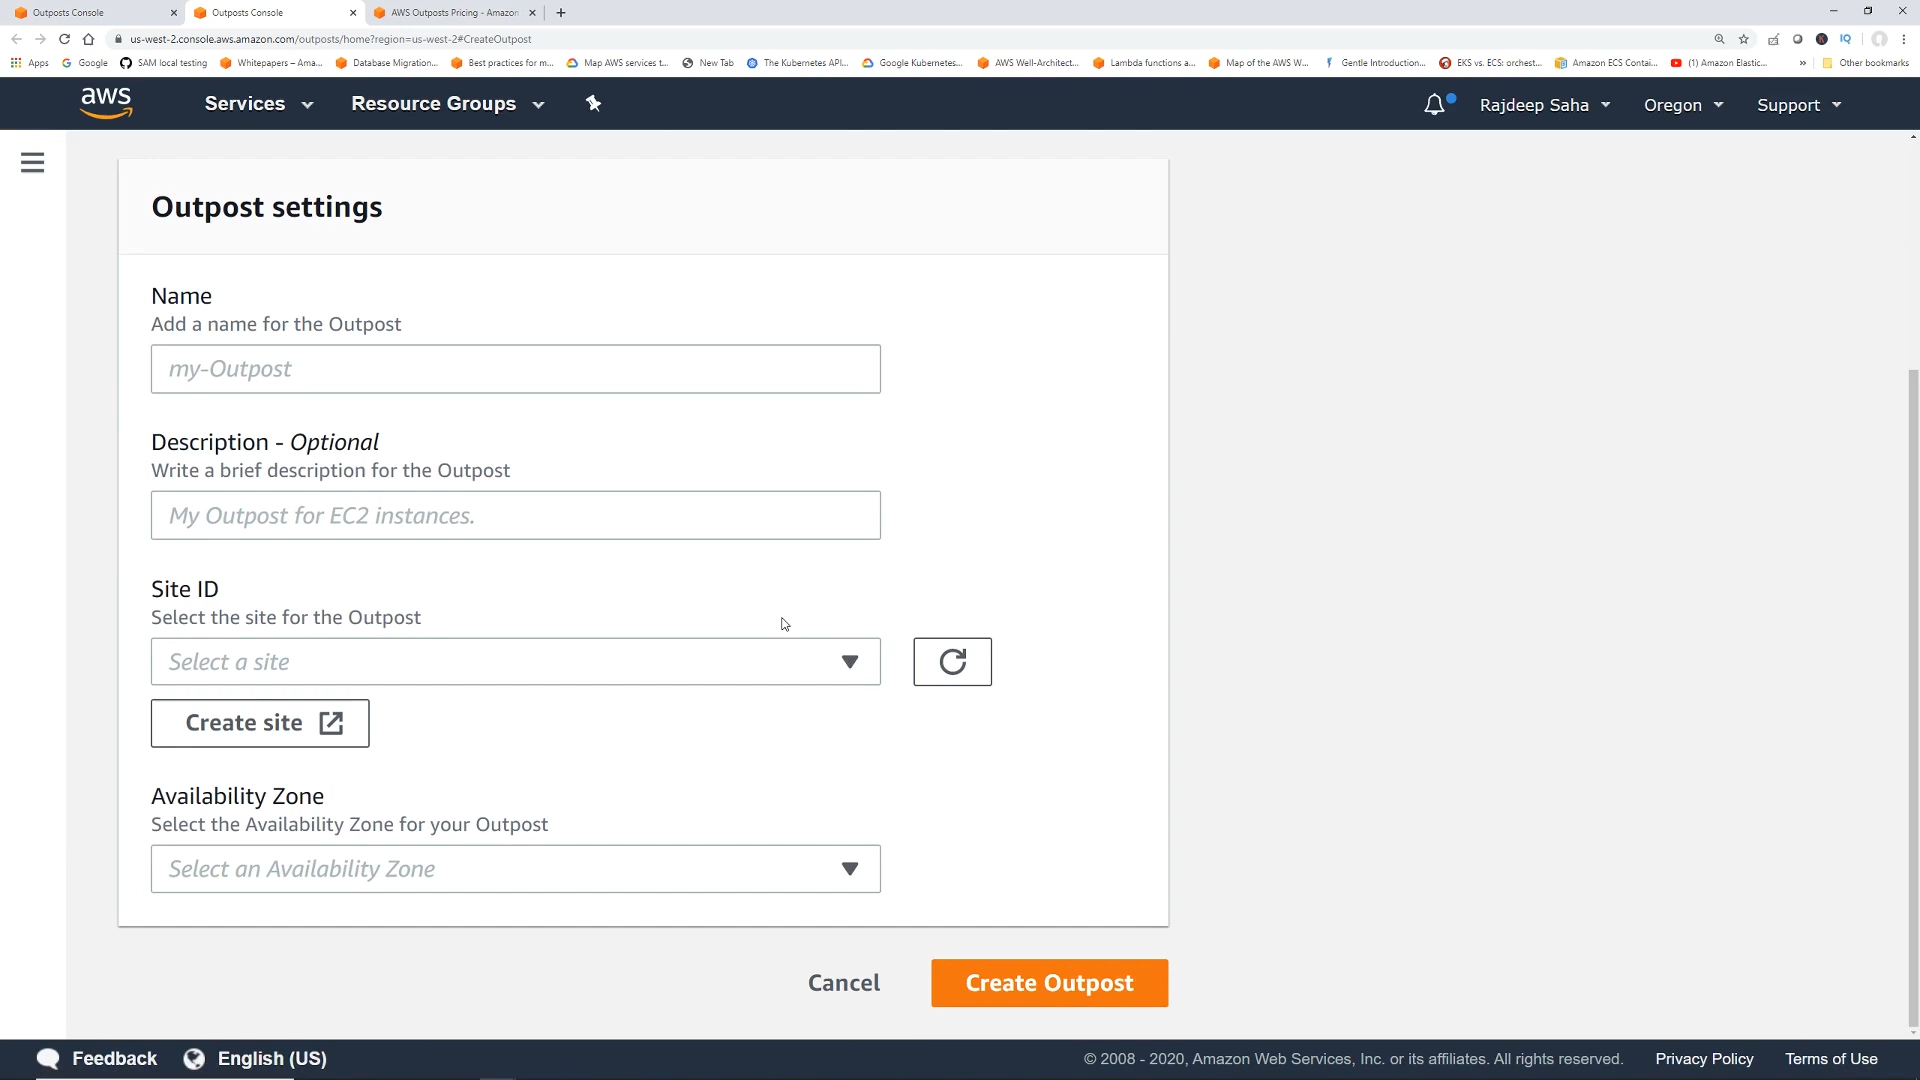 Outposts Console
Outposts Console
AWS Outposts Pricing - Amazon
us-west-2.console.aws.amazon.com/outposts/home?region=us-west-2#CreateOutpost
Apps
Google
SAM local testing
Whitepapers – Ama...
Database Migration...
Best practices for m...
Map AWS services t...
New Tab
The Kubernetes API...
Google Kubernetes...
AWS Well-Architect...
Lambda functions a...
Map of the AWS W...
Gentle Introduction...
EKS vs. ECS: orchest...
Amazon ECS Contai...
(1) Amazon Elastic...
»
Other bookmarks
aws
Services
Resource Groups
Rajdeep Saha
Oregon
Support
Outpost settings
Name
Add a name for the Outpost
my-Outpost
Description - Optional
Write a brief description for the Outpost
My Outpost for EC2 instances.
Site ID
Select the site for the Outpost
Select a site
Create site
Availability Zone
Select the Availability Zone for your Outpost
Select an Availability Zone
Cancel
Create Outpost
Feedback
English (US)
© 2008 - 2020, Amazon Web Services, Inc. or its affiliates. All rights reserved.
Privacy Policy
Terms of Use